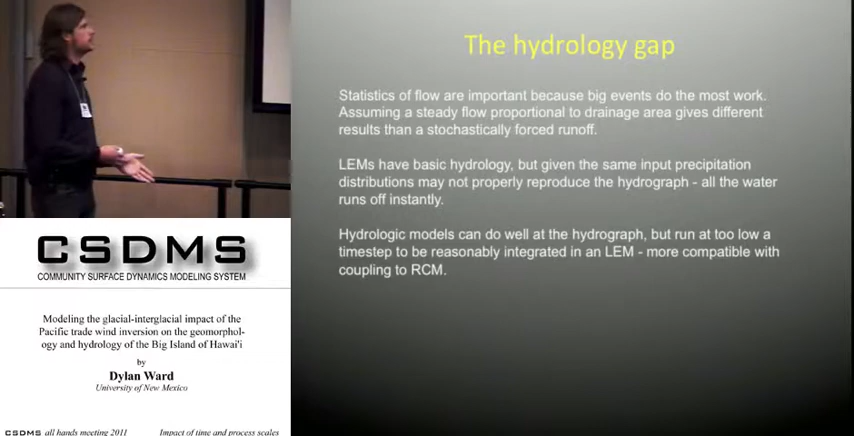 The hydrology gap
Statistics of flow are important because big events do the most work.
Assuming a steady flow proportional to drainage area gives different
results than a stochastically forced runoff.
LEMs have basic hydrology, but given the same input precipitation
distributions may not properly reproduce the hydrograph - all the water
runs off instantly.
Hydrologic models can do well at the hydrograph, but run at too low a
timestep to be reasonably integrated in an LEM - more compatible with
coupling to RCM.
CSDMS
COMMUNITY SURFACE DYNAMICS MODELING SYSTEM
Modeling the glacial-interglacial impact of the
Pacific trade wind inversion on the geomorphol-
ogy and hydrology of the Big Island of Hawai'i
by
Dylan Ward
University of New Mexico
CSDMS all hands meeting 2011 Impact of time and process scales